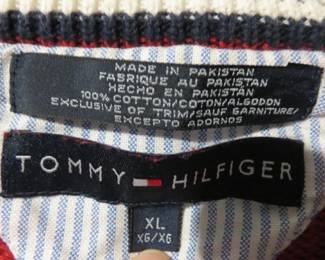 MADE IN PAKISTAN
FABRIQUE AU PAKISTAN
HECHO EN PAKISTAN
100% COTTON/COTON/ALGODON
EXCLUSIVE OF TRIM/SAUF GARNITURE/
EXCEPTO ADORNOS
TOMMY HILFIGER
XL
XG/XG